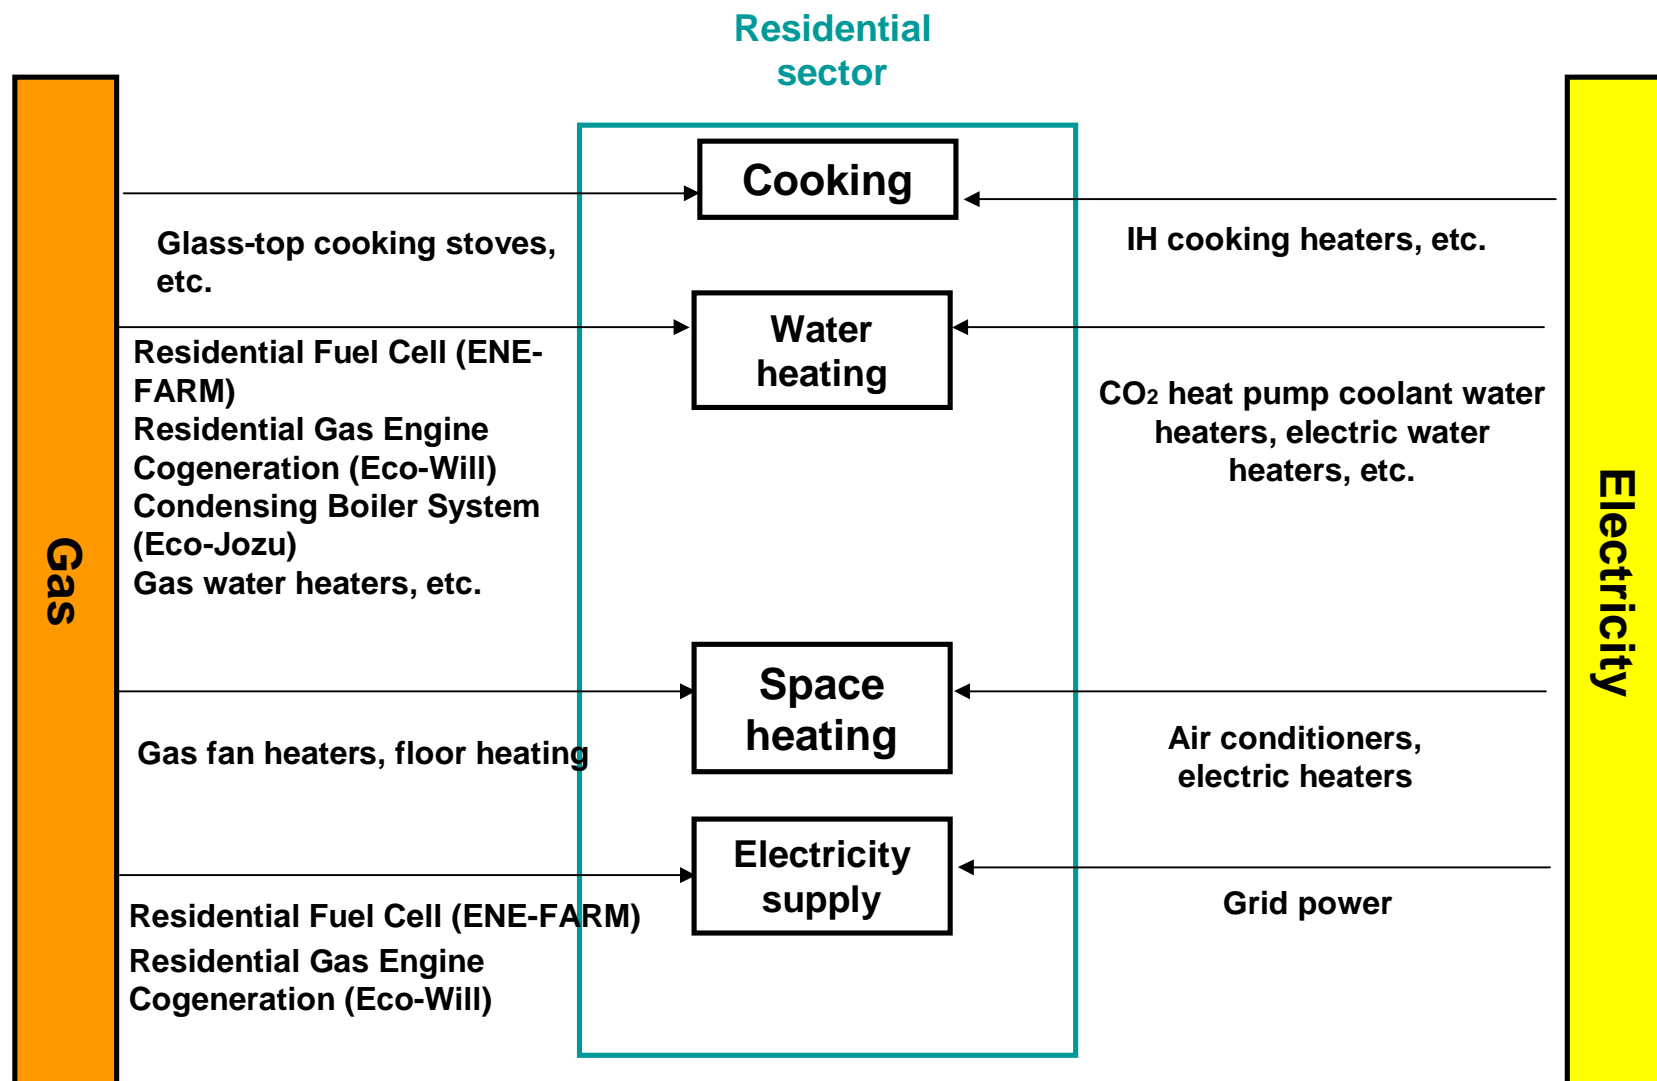 Residential
sector
Gas
Electricity
Cooking
Glass-top cooking stoves,
etc.
IH cooking heaters, etc.
Water
heating
Residential Fuel Cell (ENE-
FARM)
Residential Gas Engine
Cogeneration (Eco-Will)
Condensing Boiler System
(Eco-Jozu)
Gas water heaters, etc.
CO2 heat pump coolant water
heaters, electric water
heaters, etc.
Space
heating
Gas fan heaters, floor heating
Air conditioners,
electric heaters
Electricity
supply
Residential Fuel Cell (ENE-FARM)
Residential Gas Engine
Cogeneration (Eco-Will)
Grid power